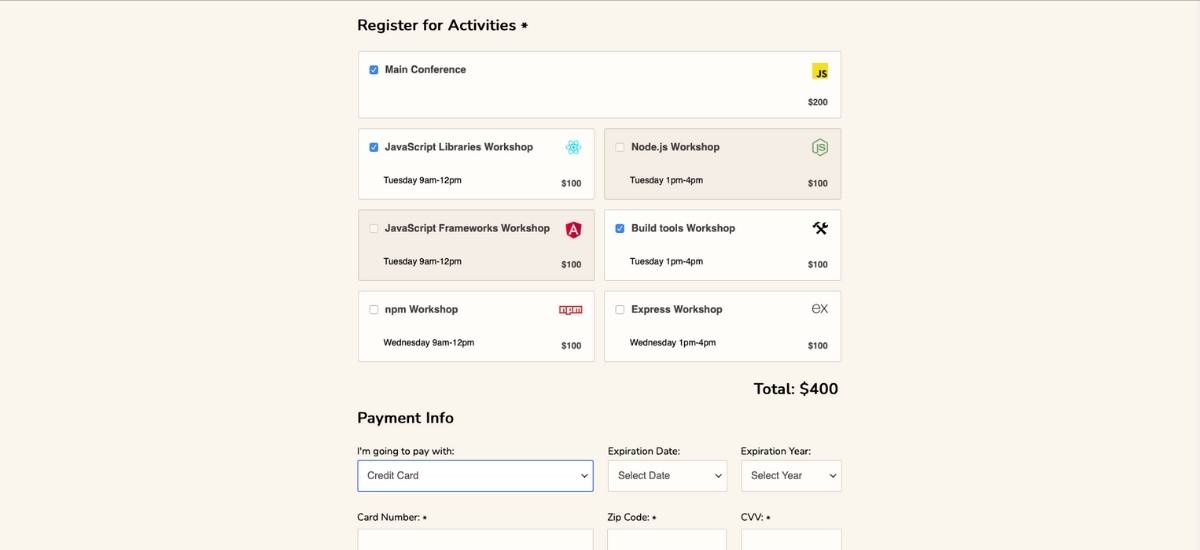 Register for Activities *
Main Conference
JS
$200
JavaScript Libraries Workshop
Tuesday 9am-12pm
$100
Node.js Workshop
JS
Tuesday 1pm-4pm
$100
JavaScript Frameworks Workshop
A
Tuesday 9am-12pm
$100
Build tools Workshop
Tuesday 1pm-4pm
$100
npm Workshop
npm
Wednesday 9am-12pm
$100
Express Workshop
ex
Wednesday 1pm-4pm
$100
Total: $400
Payment Info
I'm going to pay with:
Credit Card
Expiration Date:
Select Date
Expiration Year:
Select Year
Card Number: *
Zip Code: *
CVV: *